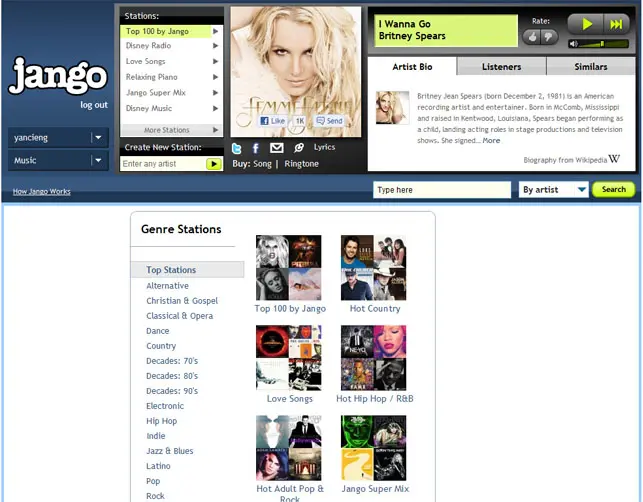 jango
log out
yancieng
Music
Stations:
Top 100 by Jango
Disney Radio
Love Songs
Relaxing Piano
Jango Super Mix
Disney Music
More Stations
Create New Station:
Enter any artist
FEMME FATALE
Like
1K
Send
Lyrics
Buy: Song | Ringtone
I Wanna Go
Britney Spears
Rate:
Artist Bio
Listeners
Similars
Britney Jean Spears (born December 2, 1981) is an American
recording artist and entertainer. Born in McComb, Mississippi
and raised in Kentwood, Louisiana, Spears began performing as
a child, landing acting roles in stage productions and television
shows. She signed... More
Biography from Wikipedia W
How Jango Works
Type here
By artist
Search
Genre Stations
Top Stations
Alternative
Christian & Gospel
Classical & Opera
Dance
Country
Decades: 70's
Decades: 80's
Decades: 90's
Electronic
Hip Hop
Indie
Jazz & Blues
Latino
Pop
Rock
Top 100 by Jango
Hot Country
Love Songs
Hot Hip Hop / R&B
Hot Adult Pop &
Rock
Jango Super Mix
NE-YO
FAME